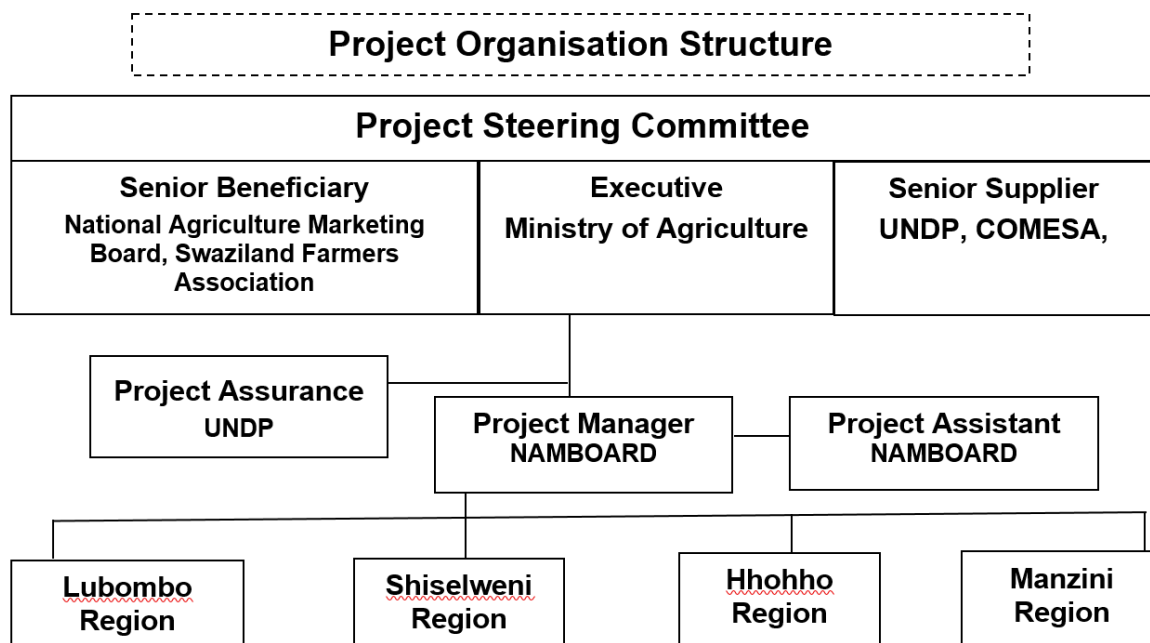 Project Organisation Structure
Project Steering Committee
Senior Beneficiary
National Agriculture Marketing
Board, Swaziland Farmers
Association
Executive
Ministry of Agriculture
Senior Supplier
UNDP, COMESA,
Project Assurance
UNDP
Project Manager
NAMBOARD
Project Assistant
NAMBOARD
Lubombo
Region
Shiselweni
Region
Hhohho
Region
Manzini
Region